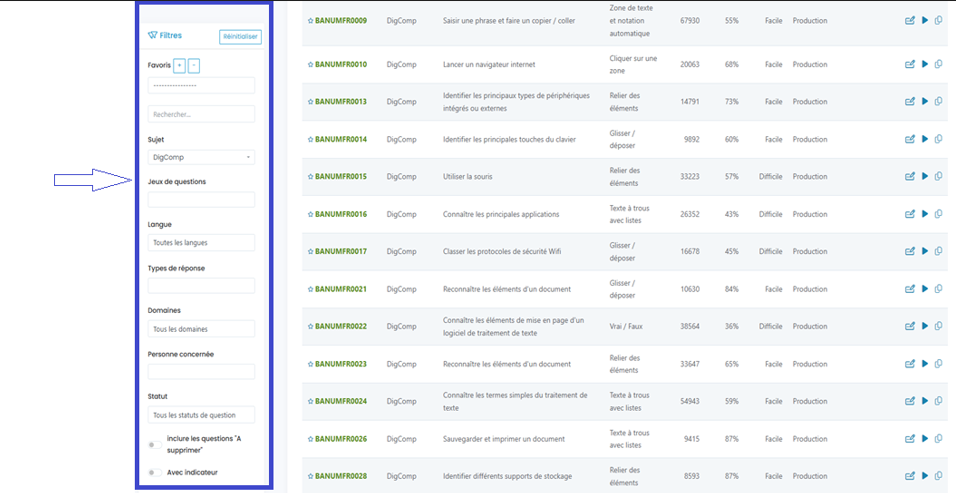 Filtres
Réinitialiser
Favoris + -
----------------
Rechercher...
Sujet
DigComp
Jeux de questions
Langue
Toutes les langues
Types de réponse
Domaines
Tous les domaines
Personne concernée
Statut
Tous les statuts de question
inclure les questions "A
supprimer"
Avec indicateur
BANUMFR0009 DigComp Saisir une phrase et faire un copier / coller Zone de texte et notation automatique 67930 55% Facile Production
BANUMFR0010 DigComp Lancer un navigateur internet Cliquer sur une zone 20063 68% Facile Production
BANUMFR0013 DigComp Identifier les principaux types de périphériques intégrés ou externes Relier des éléments 14791 73% Facile Production
BANUMFR0014 DigComp Identifier les principales touches du clavier Glisser / déposer 9892 60% Facile Production
BANUMFR0015 DigComp Utiliser la souris Relier des éléments 33223 57% Difficile Production
BANUMFR0016 DigComp Connaître les principales applications Texte à trous avec listes 26352 43% Difficile Production
BANUMFR0017 DigComp Classer les protocoles de sécurité Wifi Glisser / déposer 16678 45% Difficile Production
BANUMFR0021 DigComp Reconnaître les éléments d'un document Glisser / déposer 10630 84% Facile Production
BANUMFR0022 DigComp Connaître les éléments de mise en page d'un logiciel de traitement de texte Vrai / Faux 38564 36% Difficile Production
BANUMFR0023 DigComp Reconnaître les éléments d'un document Relier des éléments 33647 65% Facile Production
BANUMFR0024 DigComp Connaître les termes simples du traitement de texte Texte à trous avec listes 54943 59% Facile Production
BANUMFR0026 DigComp Sauvegarder et imprimer un document Texte à trous avec listes 9415 87% Facile Production
BANUMFR0028 DigComp Identifier différents supports de stockage Relier des éléments 8593 87% Facile Production